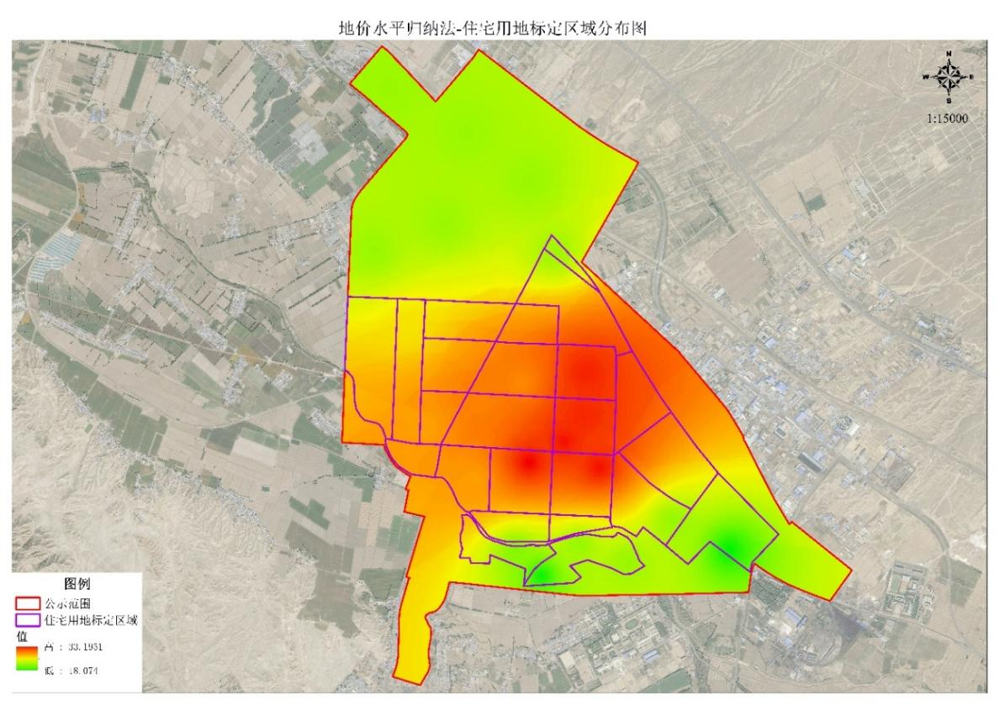 地价水平归纳法-住宅用地标定区域分布图
N
W E
S
1:15000
图例
公示范围
住宅用地标定区域
值
高 : 33.1951
低 : 18.074